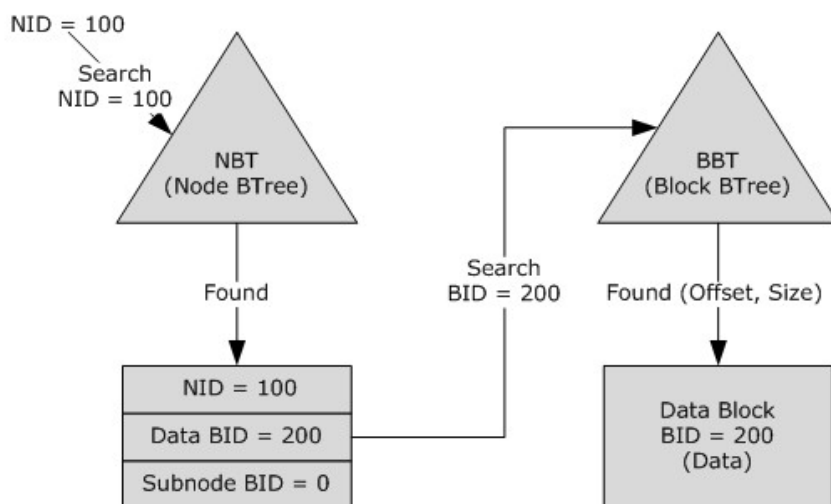 NID = 100
Search
NID = 100
NBT
(Node BTree)
Found
NID = 100
Data BID = 200
Subnode BID = 0
Search
BID = 200
BBT
(Block BTree)
Found (Offset, Size)
Data Block
BID = 200
(Data)